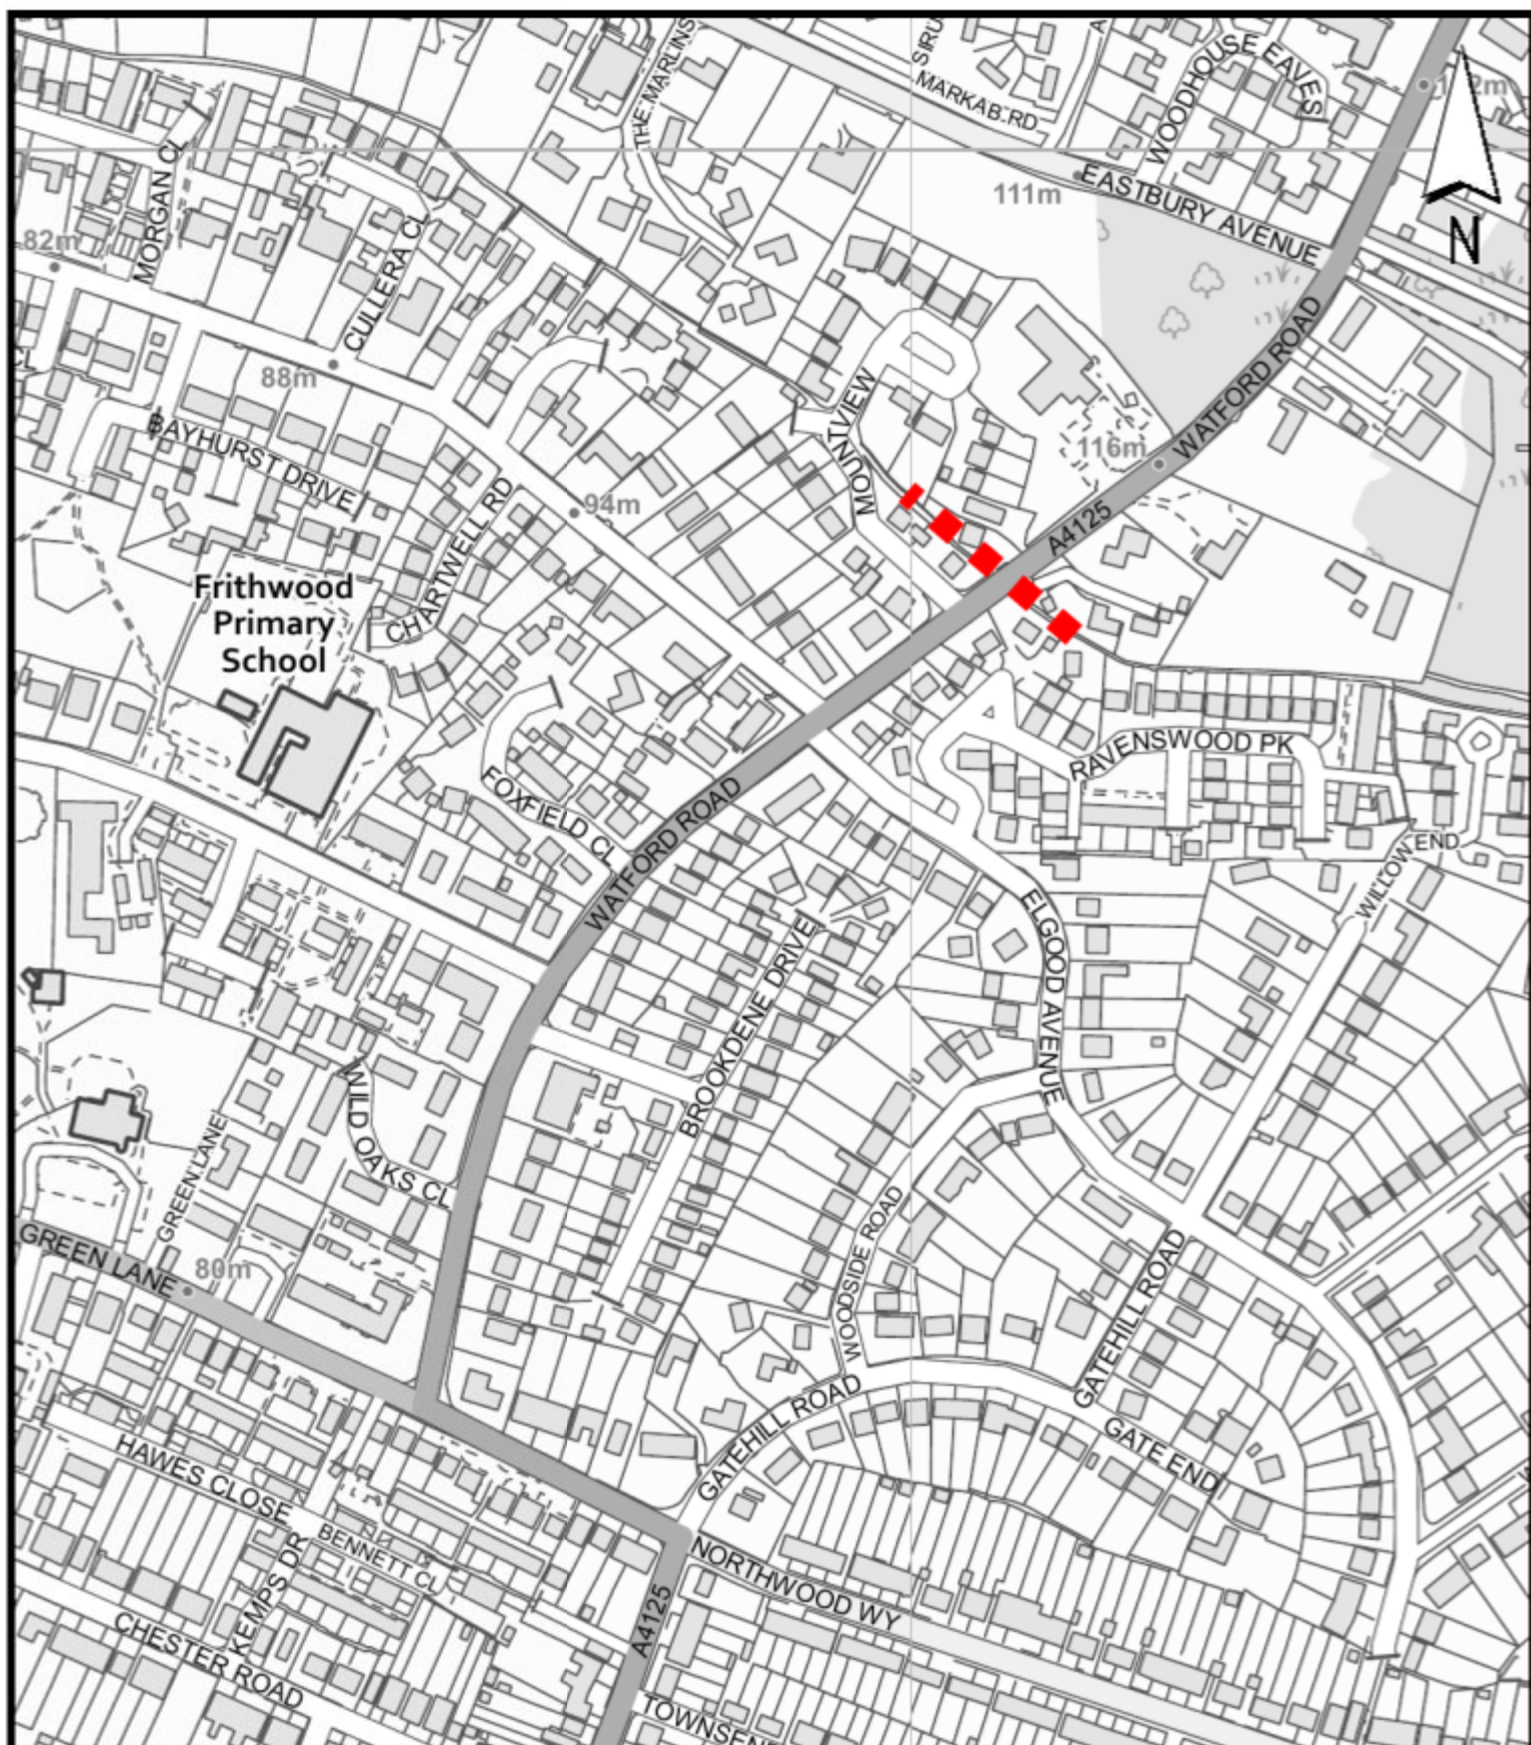 THE MARLINS
MARKAB RD
WOODHOUSE EAVES
EASTBURY AVENUE
111m
N
MORGAN CL
82m
CULLERA CL
88m
CL
BAYHURST DRIVE
CHARTWELL RD
94m
MOUNTVIEW
116m
WATFORD ROAD
A4125
Frithwood
Primary
School
FOXFIELD CL
WATFORD ROAD
RAVENSWOOD PK
WILLOW END
ELGOOD AVENUE
BROOKDENE DRIVE
WILD OAKS CL
GREEN LANE
GREEN LANE
80m
WOODSIDE ROAD
GATEHILL ROAD
GATEHILL ROAD
GATE END
HAWES CLOSE
BENNETT CL
KEMPS DR
CHESTER ROAD
NORTHWOOD WY
A4125
TOWNSEN